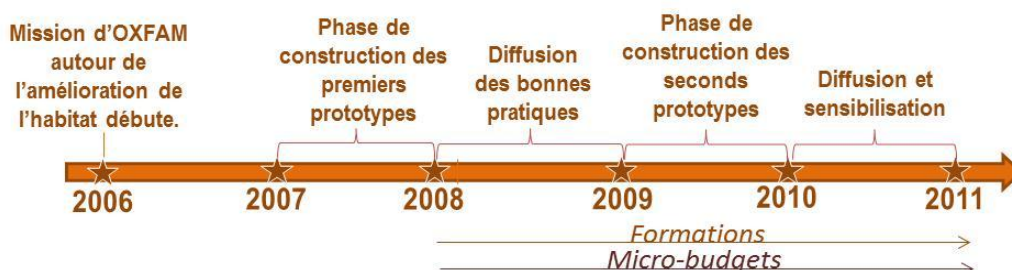 Mission d'OXFAM
autour de
l'amélioration de
l'habitat débute.
Phase de
construction des
premiers
prototypes
Diffusion
des bonnes
pratiques
Phase de
construction des
seconds
prototypes
Diffusion et
sensibilisation
2006
2007
2008
2009
2010
2011
Formations
Micro-budgets